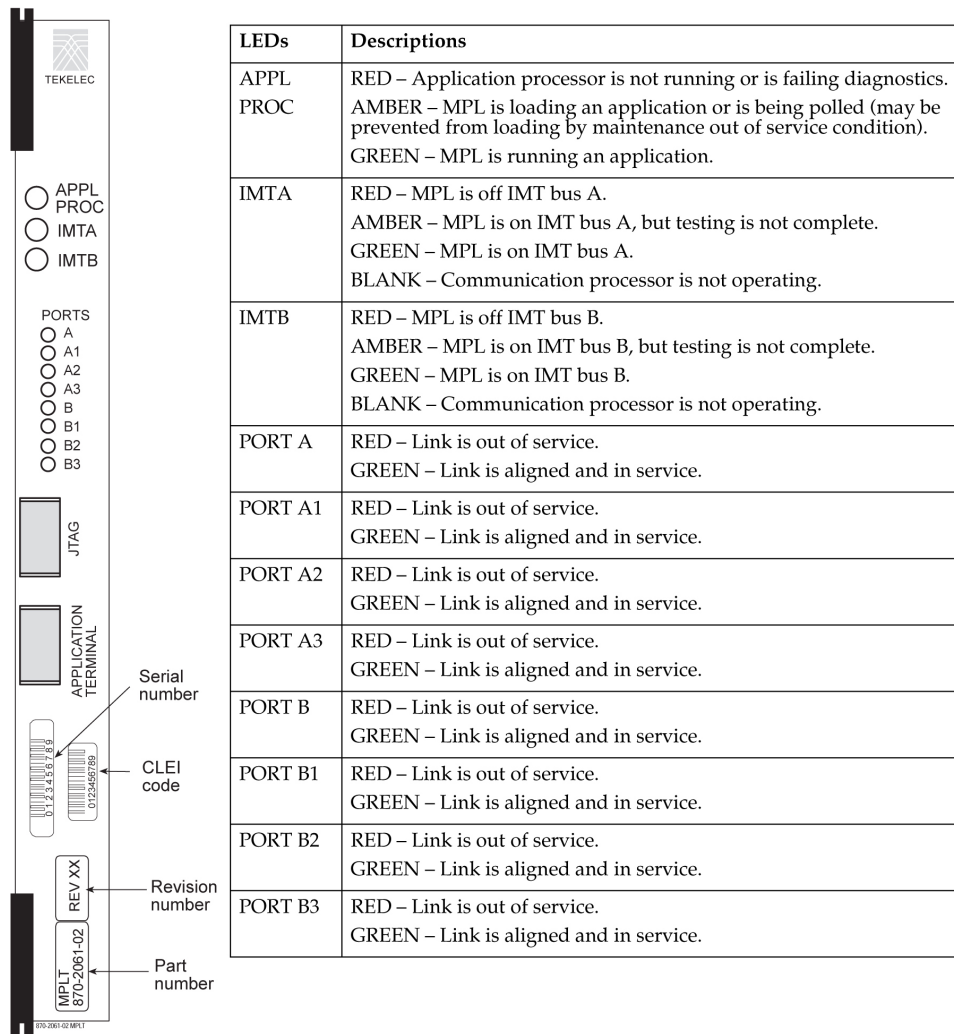 TEKELEC
APPL
PROC
IMTA
IMTB
PORTS
A
A1
A2
A3
B
B1
B2
B3
JTAG
APPLICATION
TERMINAL
Serial
number
0123456789
0123456789
CLEI
code
REV XX
Revision
number
MPLT
870-2061-02
Part
number
870-2061-02 MPLT
LEDs Descriptions
APPL RED – Application processor is not running or is failing diagnostics.
PROC AMBER – MPL is loading an application or is being polled (may be
prevented from loading by maintenance out of service condition).
GREEN – MPL is running an application.
IMTA RED – MPL is off IMT bus A.
AMBER – MPL is on IMT bus A, but testing is not complete.
GREEN – MPL is on IMT bus A.
BLANK – Communication processor is not operating.
IMTB RED – MPL is off IMT bus B.
AMBER – MPL is on IMT bus B, but testing is not complete.
GREEN – MPL is on IMT bus B.
BLANK – Communication processor is not operating.
PORT A RED – Link is out of service.
GREEN – Link is aligned and in service.
PORT A1 RED – Link is out of service.
GREEN – Link is aligned and in service.
PORT A2 RED – Link is out of service.
GREEN – Link is aligned and in service.
PORT A3 RED – Link is out of service.
GREEN – Link is aligned and in service.
PORT B RED – Link is out of service.
GREEN – Link is aligned and in service.
PORT B1 RED – Link is out of service.
GREEN – Link is aligned and in service.
PORT B2 RED – Link is out of service.
GREEN – Link is aligned and in service.
PORT B3 RED – Link is out of service.
GREEN – Link is aligned and in service.